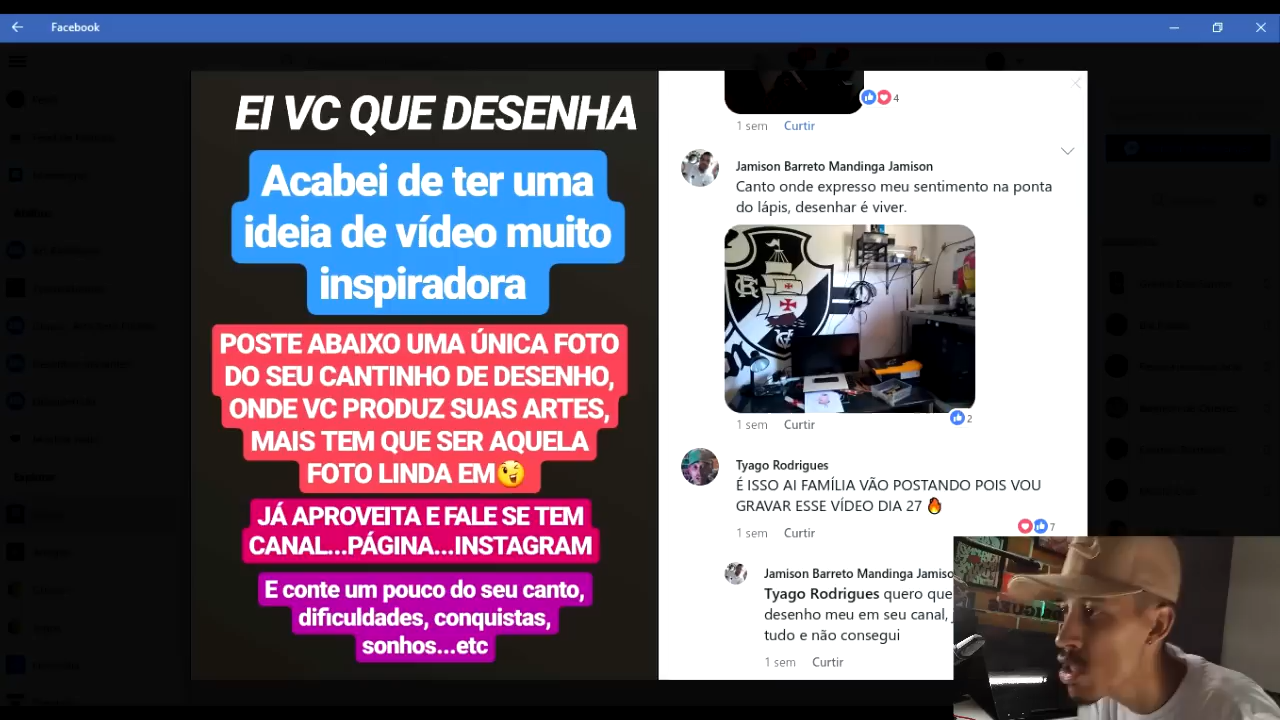 Facebook
EI VC QUE DESENHA
Acabei de ter uma
ideia de vídeo muito
inspiradora
POSTE ABAIXO UMA ÚNICA FOTO
DO SEU CANTINHO DE DESENHO,
ONDE VC PRODUZ SUAS ARTES,
MAIS TEM QUE SER AQUELA
FOTO LINDA EM😉
JÁ APROVEITA E FALE SE TEM
CANAL...PÁGINA...INSTAGRAM
E conte um pouco do seu canto,
dificuldades, conquistas,
sonhos...etc
4
1 sem Curtir
Jamison Barreto Mandinga Jamison
Canto onde expresso meu sentimento na ponta
do lápis, desenhar é viver.
1 sem Curtir 2
Tyago Rodrigues
É ISSO AI FAMÍLIA VÃO POSTANDO POIS VOU
GRAVAR ESSE VÍDEO DIA 27 🔥
1 sem Curtir 7
Jamison Barreto Mandinga Jamiso
Tyago Rodrigues quero que
desenho meu em seu canal,
tudo e não consegui
1 sem Curtir